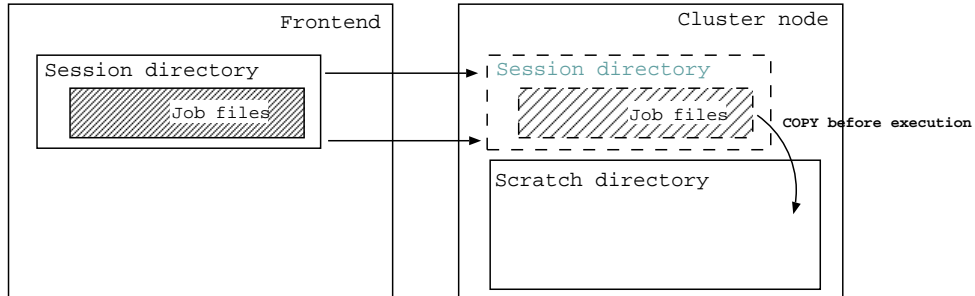 Frontend
Session directory
Job files
Cluster node
Session directory
Job files
COPY before execution
Scratch directory